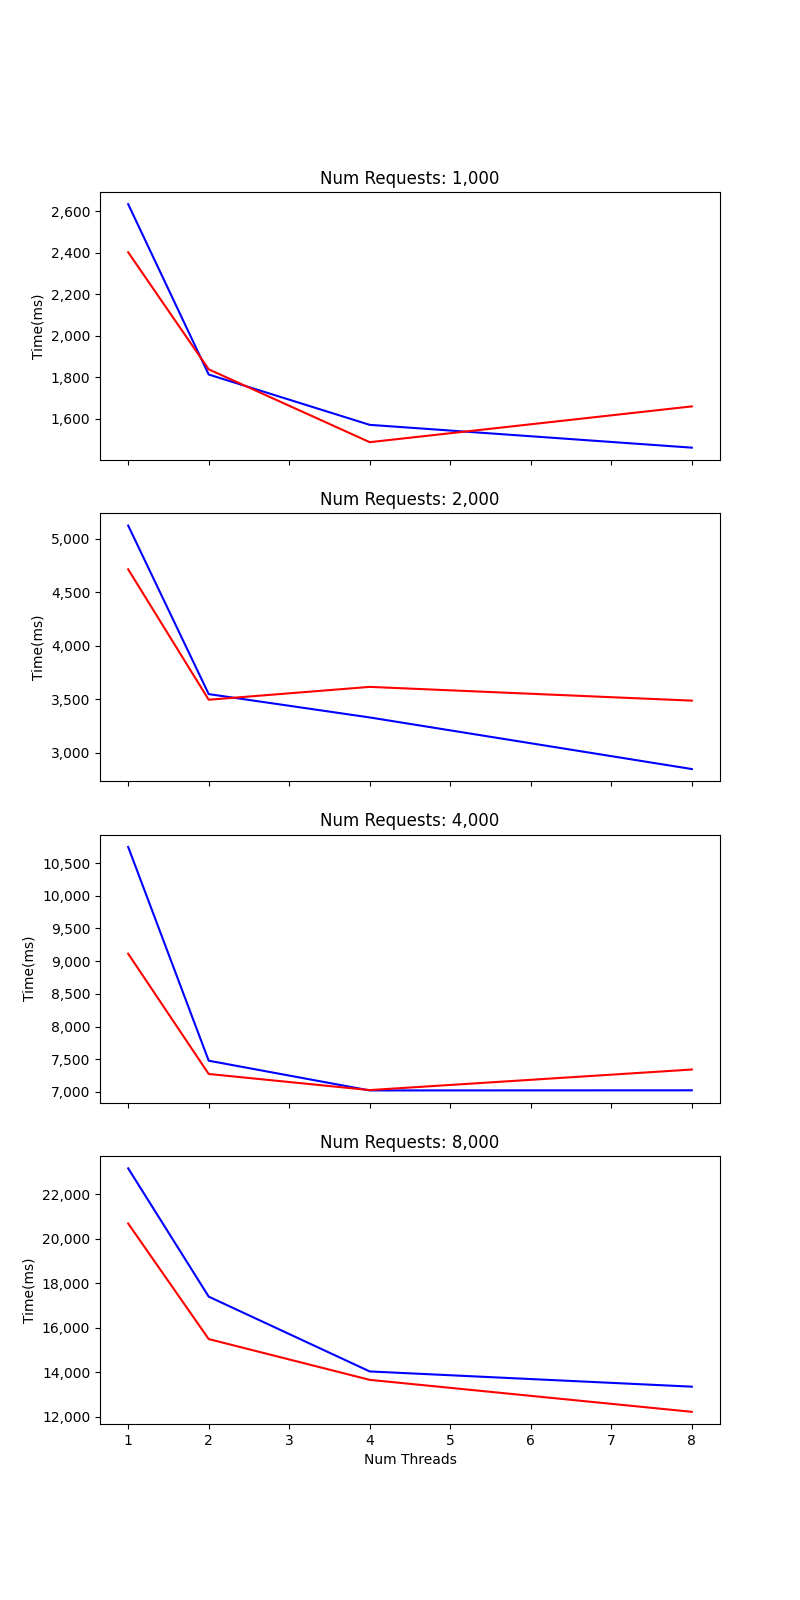 Num Requests: 1,000
2,600
2,400
2,200
2,000
1,800
1,600
Time(ms)
Num Requests: 2,000
5,000
4,500
4,000
3,500
3,000
Time(ms)
Num Requests: 4,000
10,500
10,000
9,500
9,000
8,500
8,000
7,500
7,000
Time(ms)
Num Requests: 8,000
22,000
20,000
18,000
16,000
14,000
12,000
Time(ms)
1 2 3 4 5 6 7 8
Num Threads